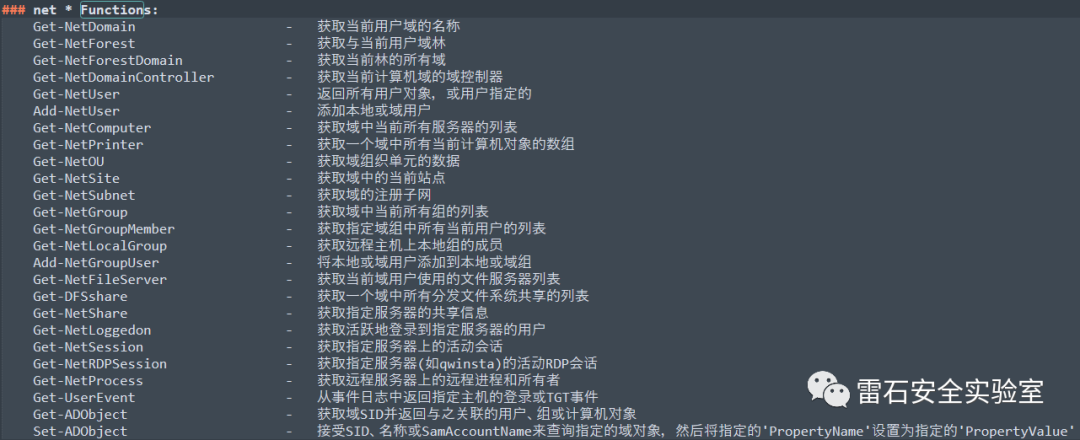 ### net * Functions:
Get-NetDomain - 获取当前用户域的名称
Get-NetForest - 获取与当前用户域林
Get-NetForestDomain - 获取当前林的所有域
Get-NetDomainController - 获取当前计算机域的域控制器
Get-NetUser - 返回所有用户对象，或用户指定的
Add-NetUser - 添加本地或域用户
Get-NetComputer - 获取域中当前所有服务器的列表
Get-NetPrinter - 获取一个域中所有当前计算机对象的数组
Get-NetOU - 获取域组织单元的数据
Get-NetSite - 获取域中的当前站点
Get-NetSubnet - 获取域的注册子网
Get-NetGroup - 获取域中当前所有组的列表
Get-NetGroupMember - 获取指定域组中所有当前用户的列表
Get-NetLocalGroup - 获取远程主机上本地组的成员
Add-NetGroupUser - 将本地或域用户添加到本地或域组
Get-NetFileServer - 获取当前域用户使用的文件服务器列表
Get-DFSshare - 获取一个域中所有分发文件系统共享的列表
Get-NetShare - 获取指定服务器的共享信息
Get-NetLoggedon - 获取活跃地登录到指定服务器的用户
Get-NetSession - 获取指定服务器上的活动会话
Get-NetRDPSession - 获取指定服务器(如qwinsta)的活动RDP会话
Get-NetProcess - 获取远程服务器上的远程进程和所有者
Get-UserEvent - 从事件日志中返回指定主机的登录或TGT事件
Get-ADObject - 获取域SID并返回与之关联的用户、组或计算机对象
Set-ADObject - 接受SID、名称或SamAccountName来查询指定的域对象，然后将指定的'PropertyName'设置为指定的'PropertyValue'
雷石安全实验室